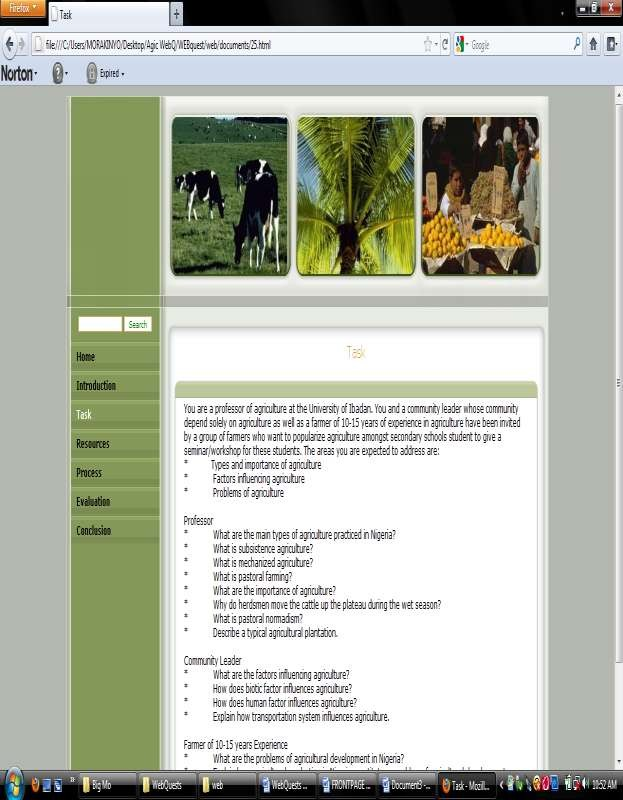 Firefox
Task
file:///C:/Users/MORAKINYO/Desktop/Agic WebQ/WEBquest/web/documents/25.html
Google
Norton
Expired
Search
Home
Introduction
Task
Resources
Process
Evaluation
Conclusion
Task
You are a professor of agriculture at the University of Ibadan. You and a community leader whose community
depend solely on agriculture as well as a farmer of 10-15 years of experience in agriculture have been invited
by a group of farmers who want to popularize agriculture amongst secondary schools student to give a
seminar/workshop for these students. The areas you are expected to address are:
* Types and importance of agriculture
* Factors influencing agriculture
* Problems of agriculture
Professor
* What are the main types of agriculture practiced in Nigeria?
* What is subsistence agriculture?
* What is mechanized agriculture?
* What is pastoral farming?
* What are the importance of agriculture?
* Why do herdsmen move the cattle up the plateau during the wet season?
* What is pastoral normadism?
* Describe a typical agricultural plantation.
Community Leader
* What are the factors influencing agriculture?
* How does biotic factor influences agriculture?
* How does human factor influences agriculture?
* Explain how transportation system influences agriculture.
Farmer of 10-15 years Experience
* What are the problems of agricultural development in Nigeria?
Big Mo
WebQuests
web
WebQuests ...
FRONTPAGE ...
Document3 -...
Task - Mozill...
10:52 AM